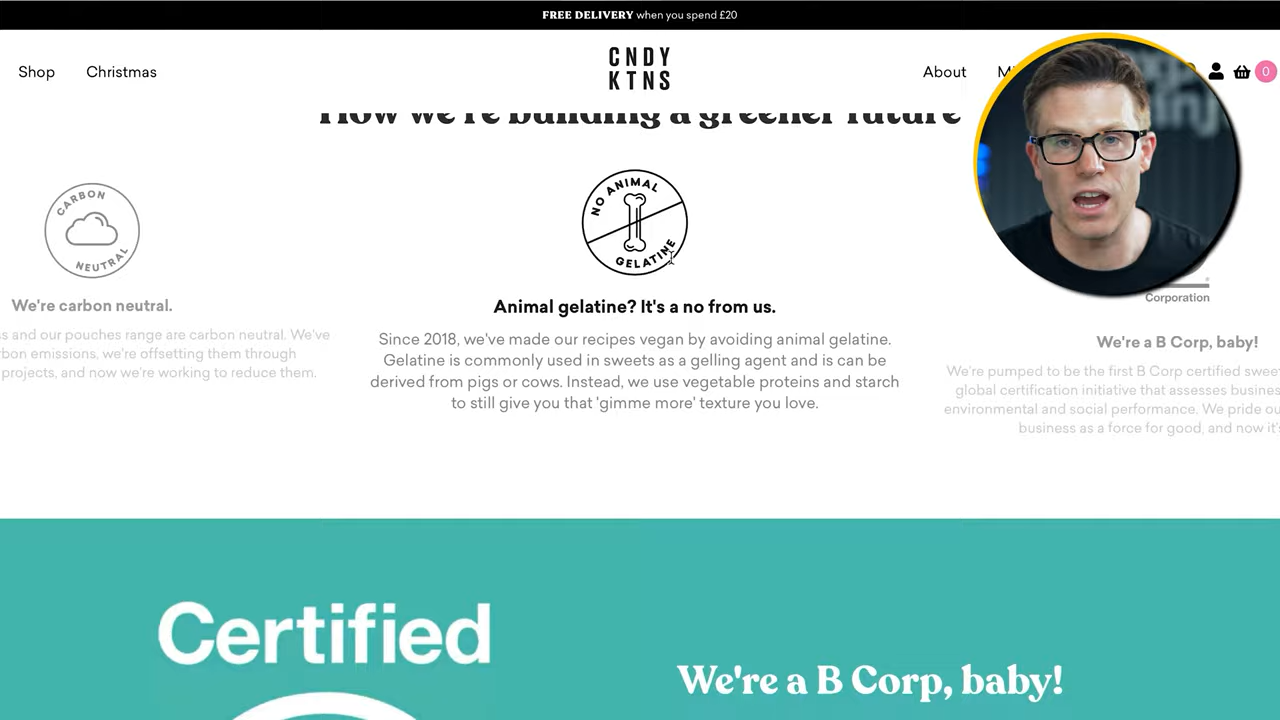 FREE DELIVERY when you spend £20
Shop
Christmas
CNDY
KTNS
About
0
How we're building a greener future
CARBON
NEUTRAL
NO ANIMAL
GELATINE
Corporation
We're carbon neutral.
Animal gelatine? It's a no from us.
We're a B Corp, baby!
and our pouches range are carbon neutral. We've
emissions, we're offsetting them through
projects, and now we're working to reduce them.
Since 2018, we've made our recipes vegan by avoiding animal gelatine.
Gelatine is commonly used in sweets as a gelling agent and is can be
derived from pigs or cows. Instead, we use vegetable proteins and starch
to still give you that 'gimme more' texture you love.
We're pumped to be the first B Corp certified
global certification initiative that assesses
environmental and social performance. We pride
business as a force for good, and now
Certified
We're a B Corp, baby!